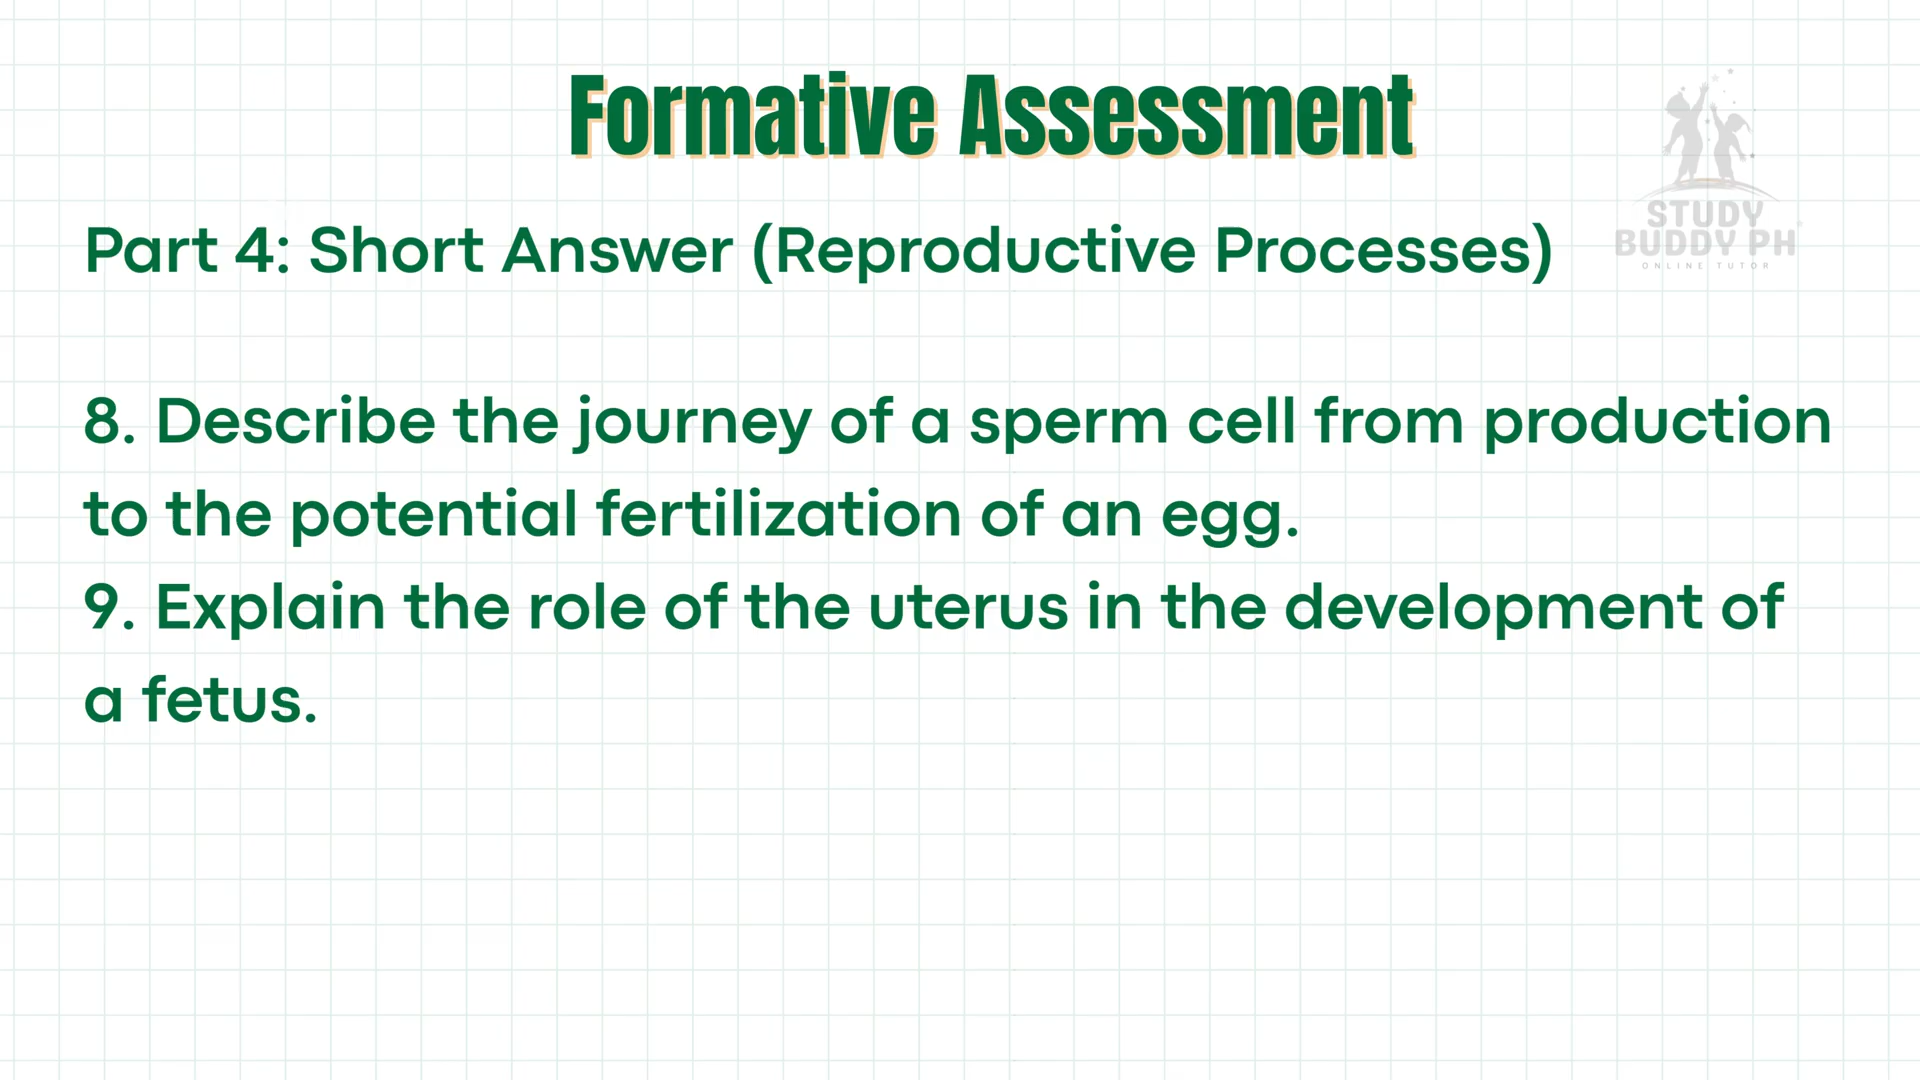 Formative Assessment
STUDY
BUDDY PH
ONLINE TUTOR
Part 4: Short Answer (Reproductive Processes)
8. Describe the journey of a sperm cell from production
to the potential fertilization of an egg.
9. Explain the role of the uterus in the development of
a fetus.